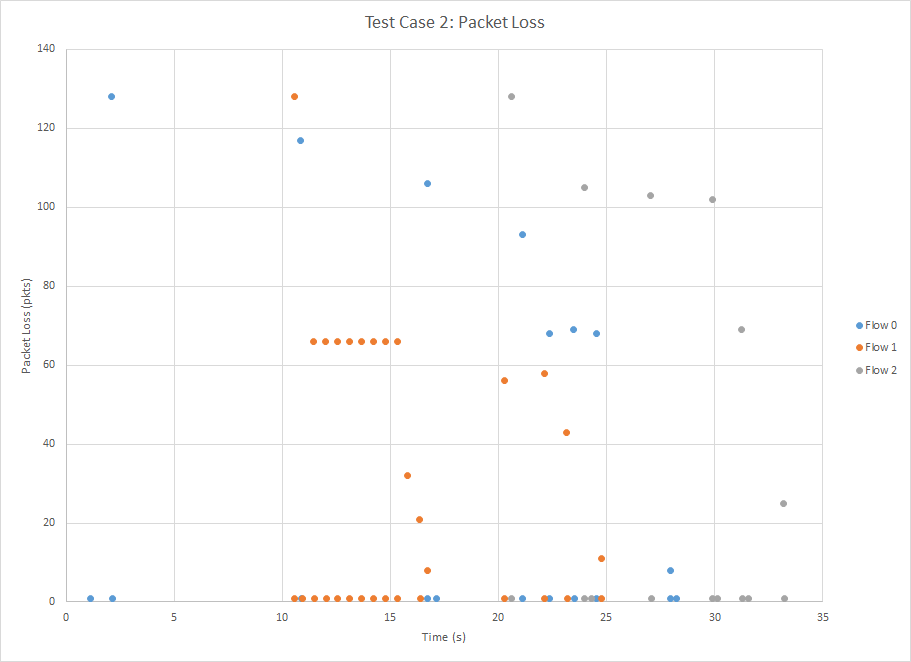 Test Case 2: Packet Loss
140
120
100
80
60
40
20
0
Packet Loss (pkts)
0 5 10 15 20 25 30 35
Time (s)
Flow 0
Flow 1
Flow 2